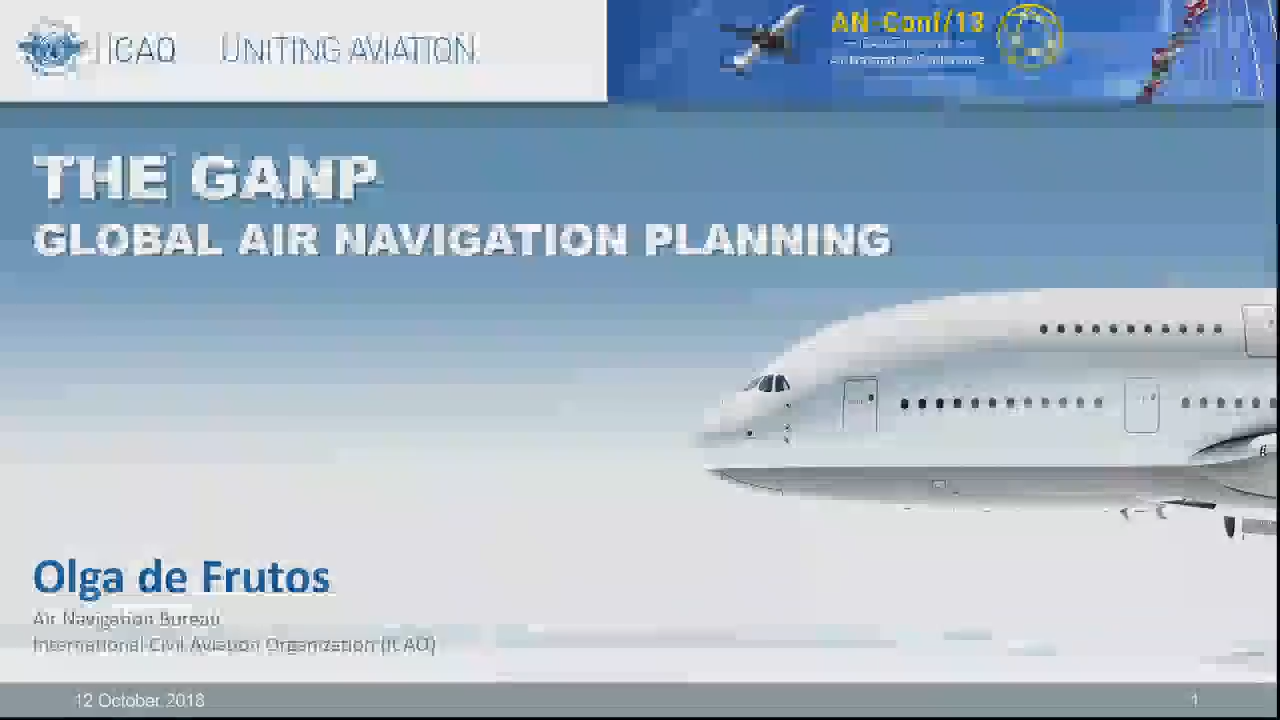 ICAO UNITING AVIATION
AN-Conf/13
THE GANP
GLOBAL AIR NAVIGATION PLANNING
Olga de Frutos
Air Navigation Bureau
International Civil Aviation Organization (ICAO)
12 October 2018
1